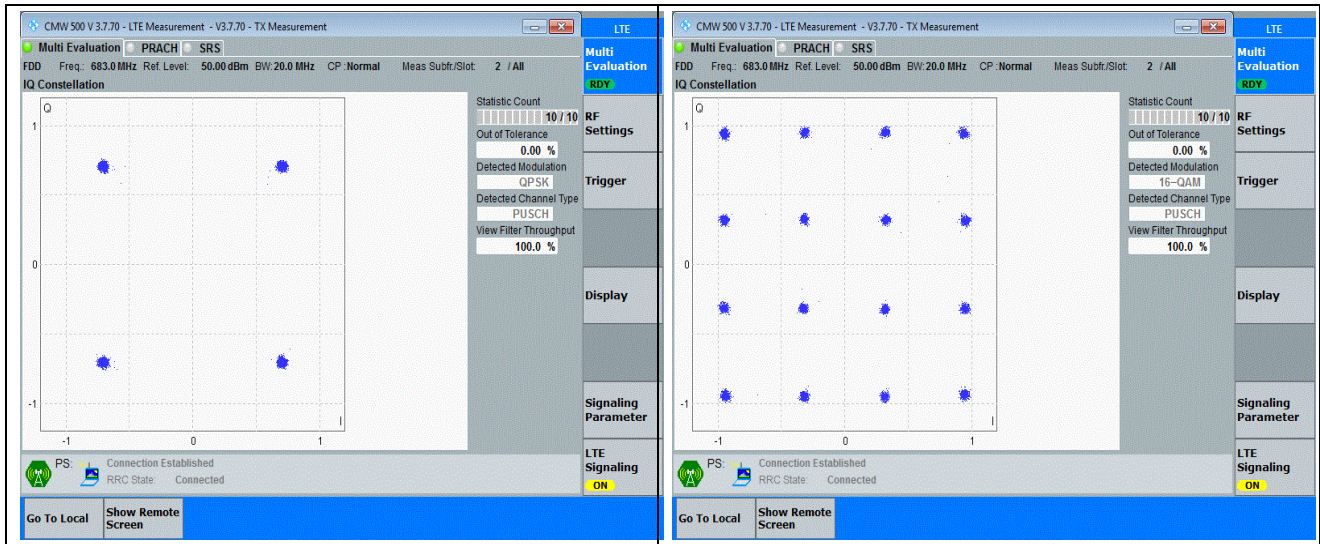 CMW 500 V 3.7.70 - LTE Measurement - V3.7.70 - TX Measurement
LTE
Multi Evaluation PRACH SRS
Multi
Evaluation
RDY
FDD Freq.: 683.0 MHz Ref. Level: 50.00 dBm BW: 20.0 MHz CP :Normal Meas Subfr./Slot: 2 / All
IQ Constellation
Q
1
0
-1
-1 0 1
I
Statistic Count
10 / 10
Out of Tolerance
0.00 %
Detected Modulation
QPSK
Detected Channel Type
PUSCH
View Filter Throughput
100.0 %
RF
Settings
Trigger
Display
Signaling
Parameter
LTE
Signaling
ON
PS: Connection Established
RRC State: Connected
Go To Local
Show Remote
Screen
CMW 500 V 3.7.70 - LTE Measurement - V3.7.70 - TX Measurement
LTE
Multi Evaluation PRACH SRS
Multi
Evaluation
RDY
FDD Freq.: 683.0 MHz Ref. Level: 50.00 dBm BW: 20.0 MHz CP :Normal Meas Subfr./Slot: 2 / All
IQ Constellation
Q
1
0
-1
-1 0 1
I
Statistic Count
10 / 10
Out of Tolerance
0.00 %
Detected Modulation
16-QAM
Detected Channel Type
PUSCH
View Filter Throughput
100.0 %
RF
Settings
Trigger
Display
Signaling
Parameter
LTE
Signaling
ON
PS: Connection Established
RRC State: Connected
Go To Local
Show Remote
Screen